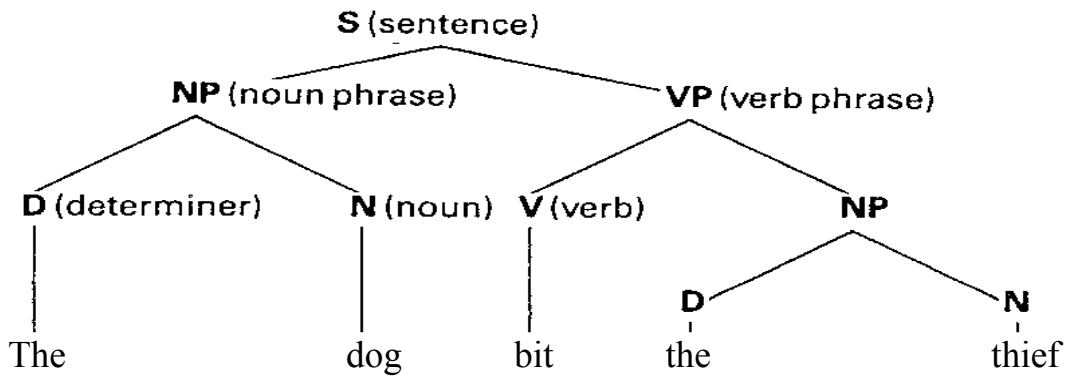 S (sentence)
NP (noun phrase) VP (verb phrase)
D (determiner) N (noun) V (verb) NP
D N
The dog bit the thief